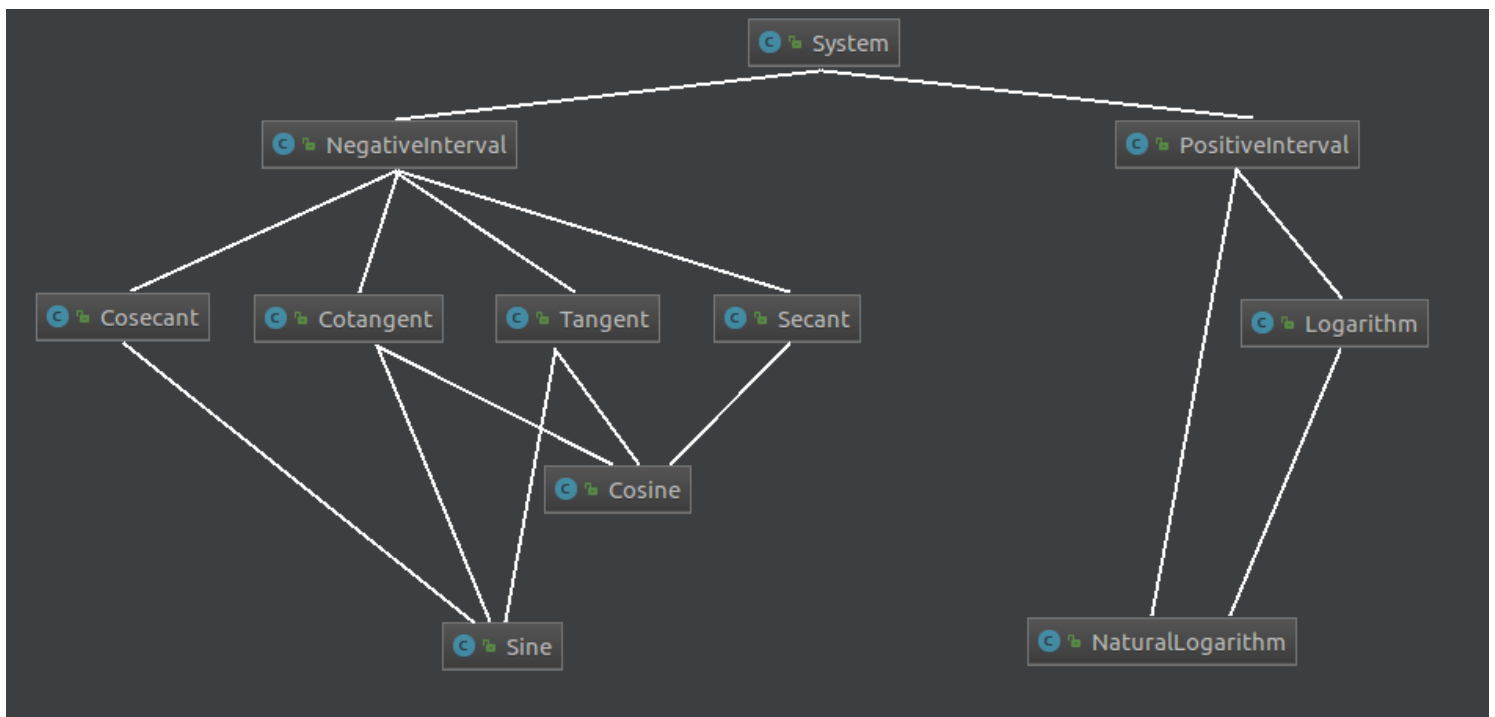 System
NegativeInterval
PositiveInterval
Cosecant
Cotangent
Tangent
Secant
Logarithm
Cosine
Sine
NaturalLogarithm